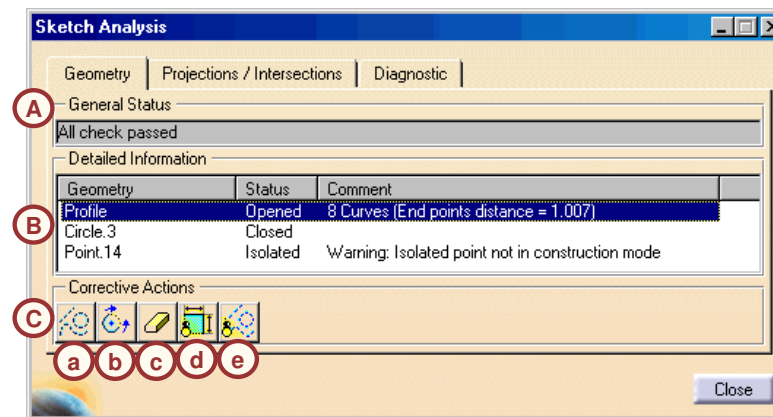 Sketch Analysis
Geometry Projections / Intersections Diagnostic
A General Status
All check passed
Detailed Information
Geometry Status Comment
B Profile Opened 8 Curves (End points distance = 1.007)
Circle.3 Closed
Point.14 Isolated Warning: Isolated point not in construction mode
Corrective Actions
C
a b c d e
Close